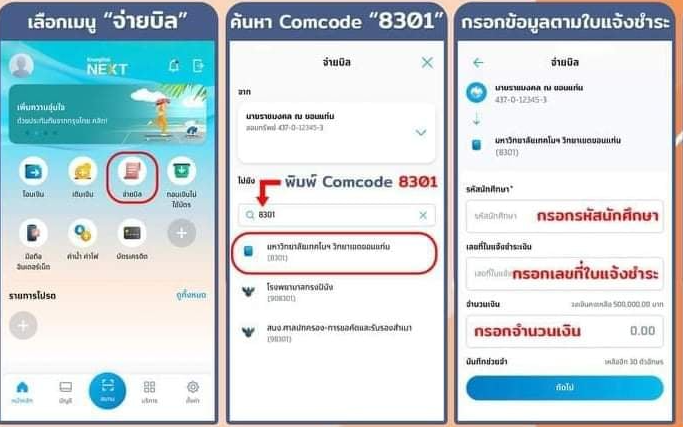 เลือกเมนู "จ่ายบิล"
Krungthai
NEXT
เพิ่มความอุ่นใจ
ด้วยประกันภัยจากกรุงไทย คลิก!
โอนเงิน
เติมเงิน
จ่ายบิล
ถอนเงินไม่ใช้บัตร
มือถือ
อินเตอร์เน็ต
ค่าน้ำ ค่าไฟ
บัตรเครดิต
รายการโปรด
ดูทั้งหมด
หน้าหลัก
บัญชี
สแกน
บริการ
ตั้งค่า
ค้นหา Comcode "8301"
จ่ายบิล
จาก
นายราชมงคล ณ ขอนแก่น
ออมทรัพย์ 437-0-12345-3
ไปยัง
พิมพ์ Comcode 8301
8301
มหาวิทยาลัยเทคโนฯ วิทยาเขตขอนแก่น
(8301)
โรงพยาบาลทรงปัฌัง
(908301)
สนง.ศาลปกครอง-การขอคัดและรับรองสำเนา
(98301)
กรอกข้อมูลตามใบแจ้งชำระ
จ่ายบิล
นายราชมงคล ณ ขอนแก่น
437-0-12345-3
มหาวิทยาลัยเทคโนฯ วิทยาเขตขอนแก่น
(8301)
รหัสนักศึกษา*
รหัสนักศึกษา กรอกรหัสนักศึกษา
เลขที่ใบแจ้งชำระเงิน
เลขที่ใบแจ้ง กรอกเลขที่ใบแจ้งชำระ
จำนวนเงิน
วงเงินคงเหลือ 500,000.00 บาท
กรอกจำนวนเงิน 0.00
บันทึกช่วยจำ
เหลืออีก 30 ตัวอักษร
ถัดไป